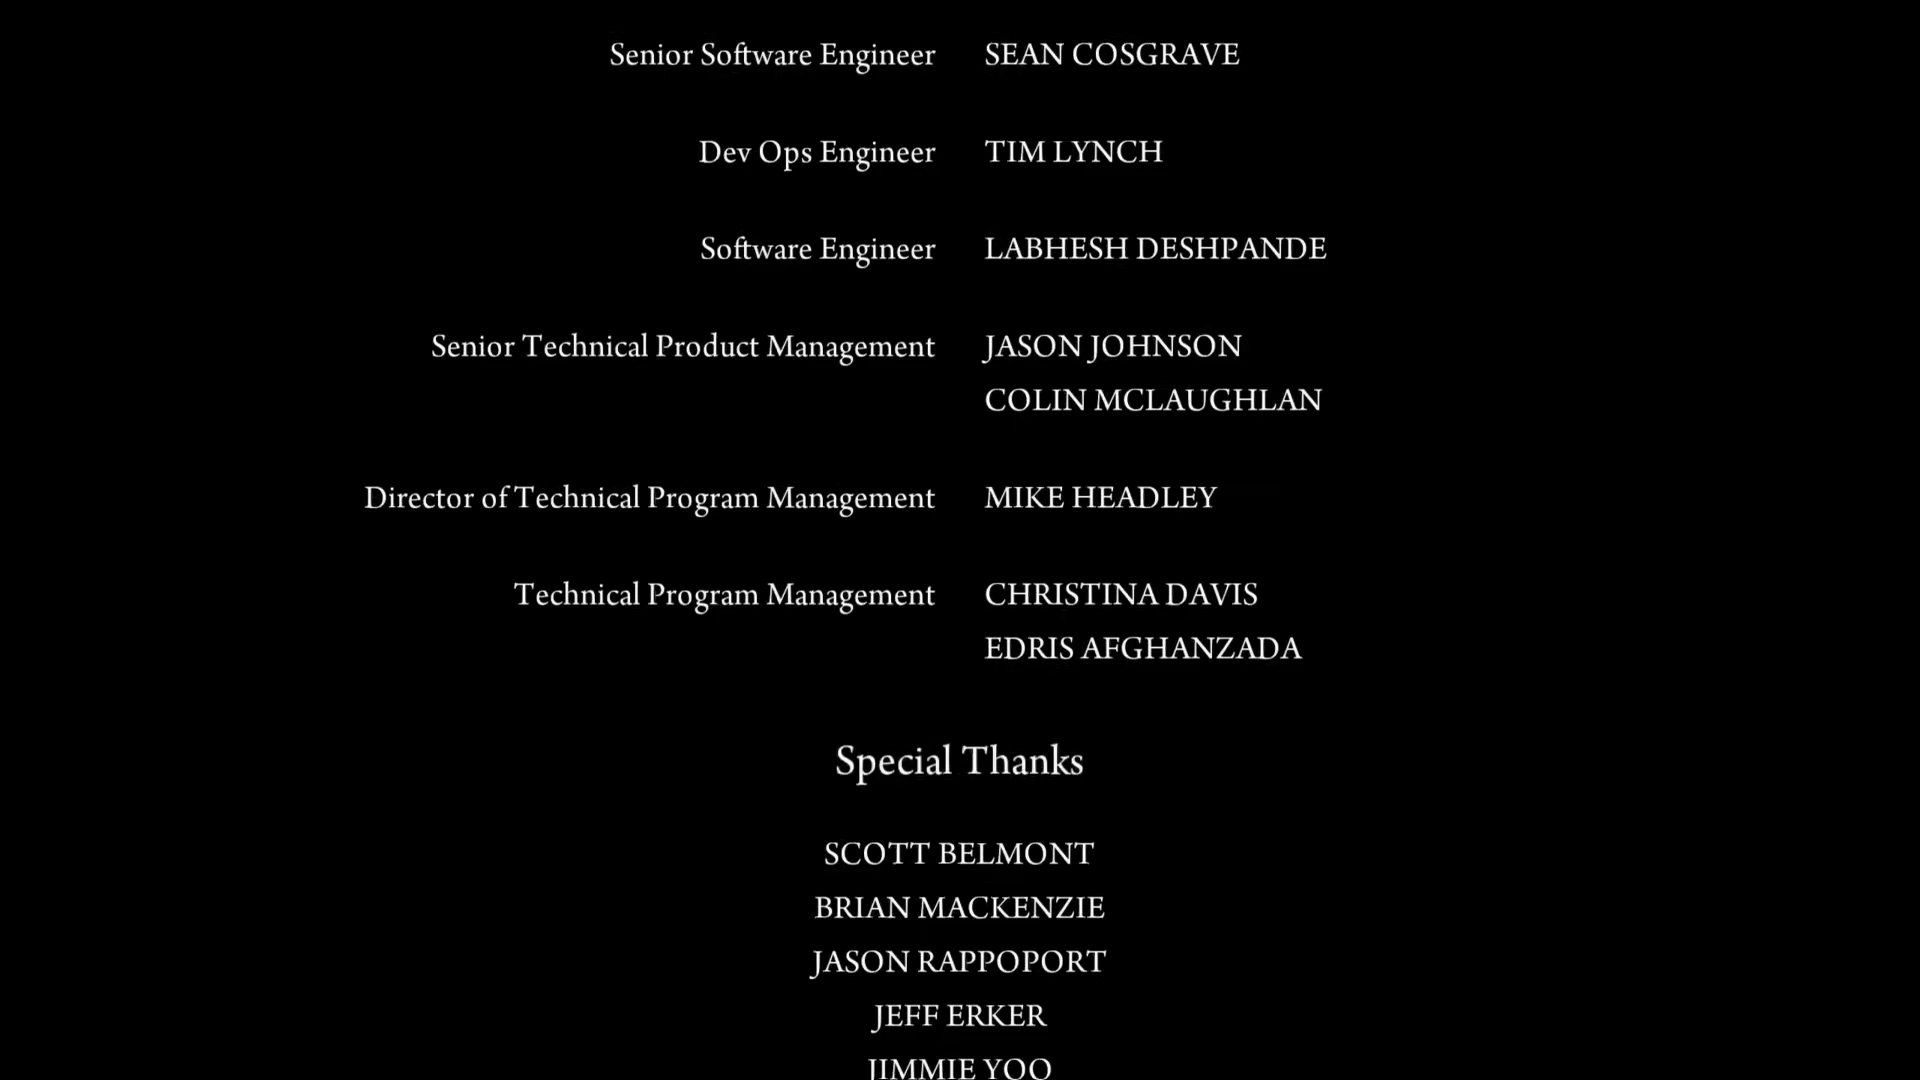 Senior Software Engineer SEAN COSGRAVE
Dev Ops Engineer TIM LYNCH
Software Engineer LABHESH DESHPANDE
Senior Technical Product Management JASON JOHNSON
COLIN MCLAUGHLAN
Director of Technical Program Management MIKE HEADLEY
Technical Program Management CHRISTINA DAVIS
EDRIS AFGHANZADA
Special Thanks
SCOTT BELMONT
BRIAN MACKENZIE
JASON RAPPOPORT
JEFF ERKER
JIMMIE YOO